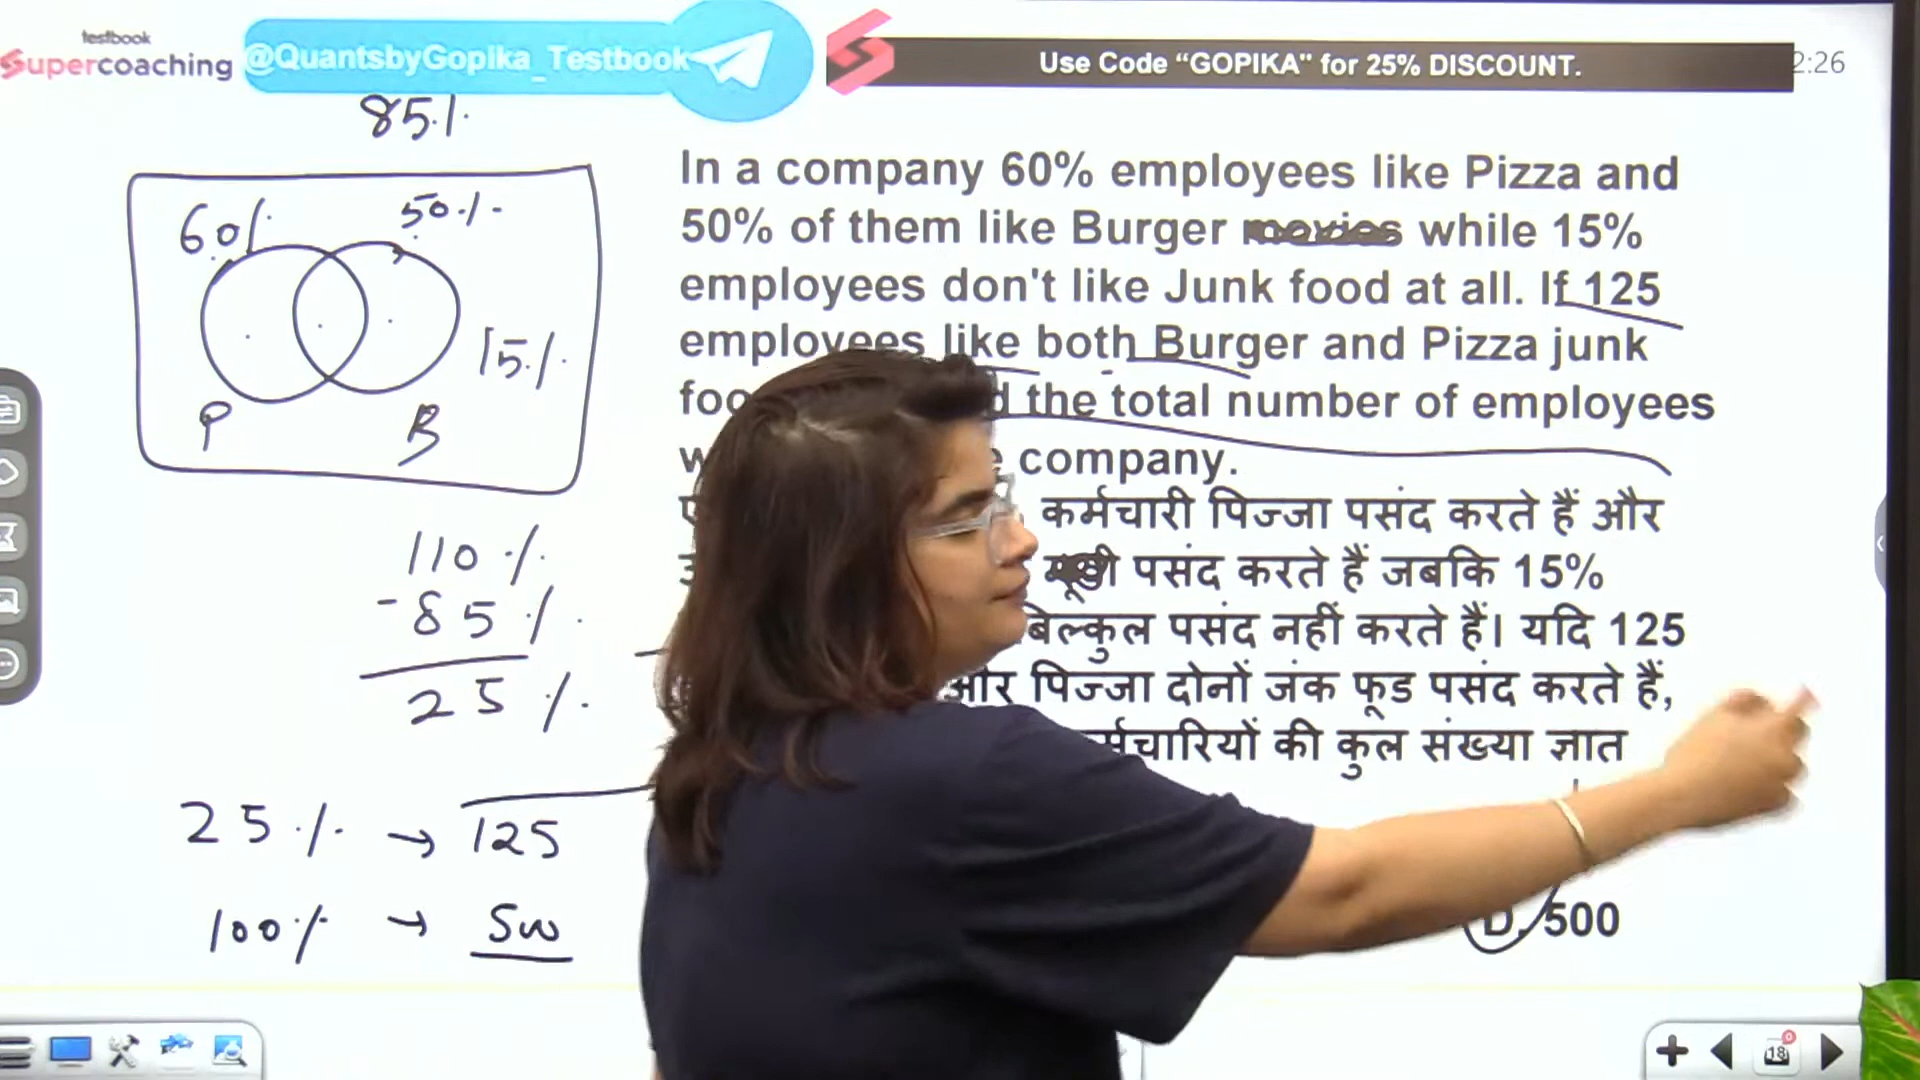 testbook
Supercoaching
@QuantsbyGopika_Testbook
Use Code “GOPIKA” for 25% DISCOUNT.
2:26
85%
60%
50%
15%
P
B
In a company 60% employees like Pizza and
50% of them like Burger movies while 15%
employees don't like Junk food at all. If 125
employees like both Burger and Pizza junk
the total number of employees
company.
कर्मचारी पिज्जा पसंद करते हैं और
पसंद करते हैं जबकि 15%
बिल्कुल पसंद नहीं करते हैं। यदि 125
और पिज्जा दोनों जंक फूड पसंद करते हैं,
कर्मचारियों की कुल संख्या ज्ञात
110%
-85%
25%
25% → 125
100% → 500
D. 500
18